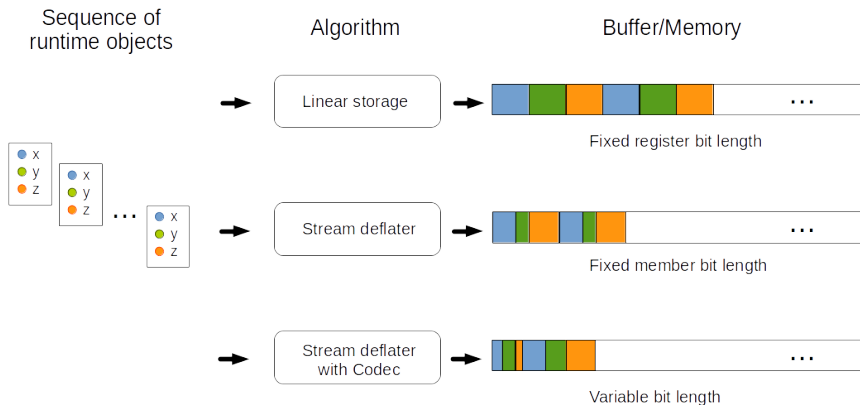 Sequence of
runtime objects
Algorithm
Buffer/Memory
Linear storage
...
Fixed register bit length
x
y
z
x
y
z
...
x
y
z
Stream deflater
...
Fixed member bit length
Stream deflater
with Codec
...
Variable bit length